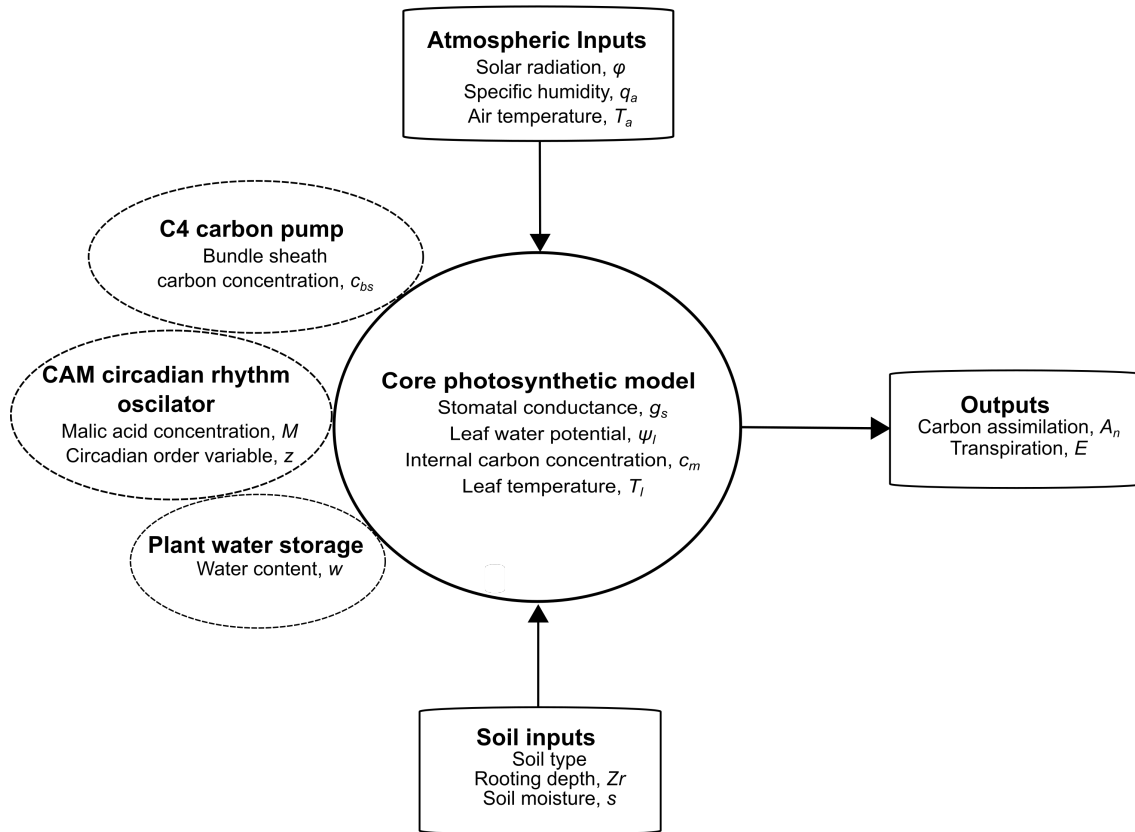 Atmospheric Inputs
Solar radiation, φ
Specific humidity, qa
Air temperature, Ta
C4 carbon pump
Bundle sheath
carbon concentration, cbs
CAM circadian rhythm
oscilator
Malic acid concentration, M
Circadian order variable, z
Plant water storage
Water content, w
Core photosynthetic model
Stomatal conductance, gs
Leaf water potential, ψl
Internal carbon concentration, cm
Leaf temperature, Tl
Outputs
Carbon assimilation, An
Transpiration, E
Soil inputs
Soil type
Rooting depth, Zr
Soil moisture, s